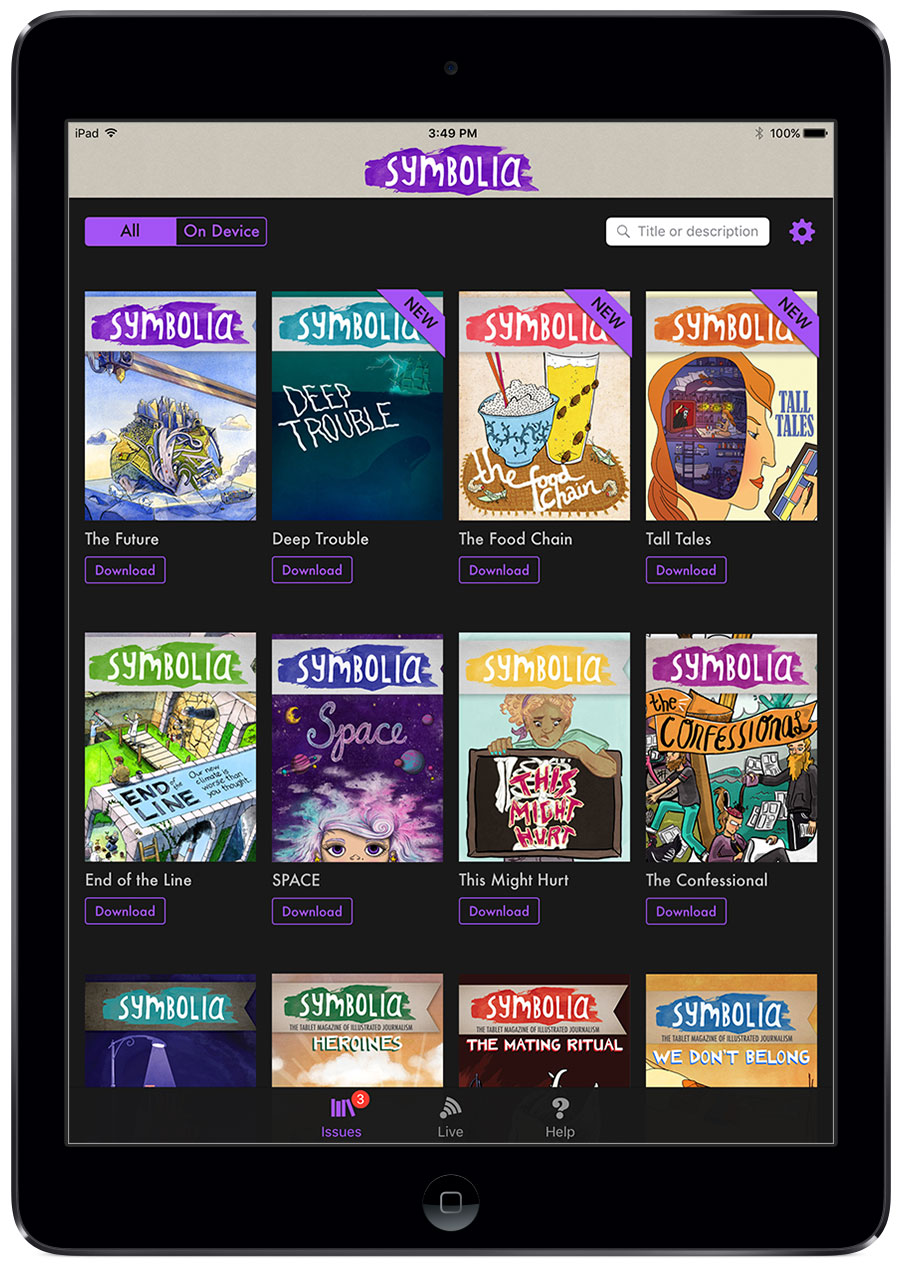 iPad 3:49 PM 100%
SYMBOLIA
All On Device Title or description
SYMBOLIA
SYMBOLIA NEW
DEEP
TROUBLE
SYMBOLIA NEW
the food
chain
SYMBOLIA NEW
TALL
TALES
The Future Deep Trouble The Food Chain Tall Tales
Download Download Download Download
SYMBOLIA
END of the
LINE
Our new
climate is
worse than
you thought.
SYMBOLIA
Space
SYMBOLIA
THIS
MIGHT
HURT
SYMBOLIA
the
CONFESSIONAL
End of the Line SPACE This Might Hurt The Confessional
Download Download Download Download
SYMBOLIA
SYMBOLIA
THE TABLET MAGAZINE OF ILLUSTRATED JOURNALISM
HEROINES
SYMBOLIA
THE TABLET MAGAZINE OF ILLUSTRATED JOURNALISM
THE MATING RITUAL
SYMBOLIA
THE TABLET MAGAZINE OF ILLUSTRATED JOURNALISM
WE DON'T BELONG
3
Issues Live Help